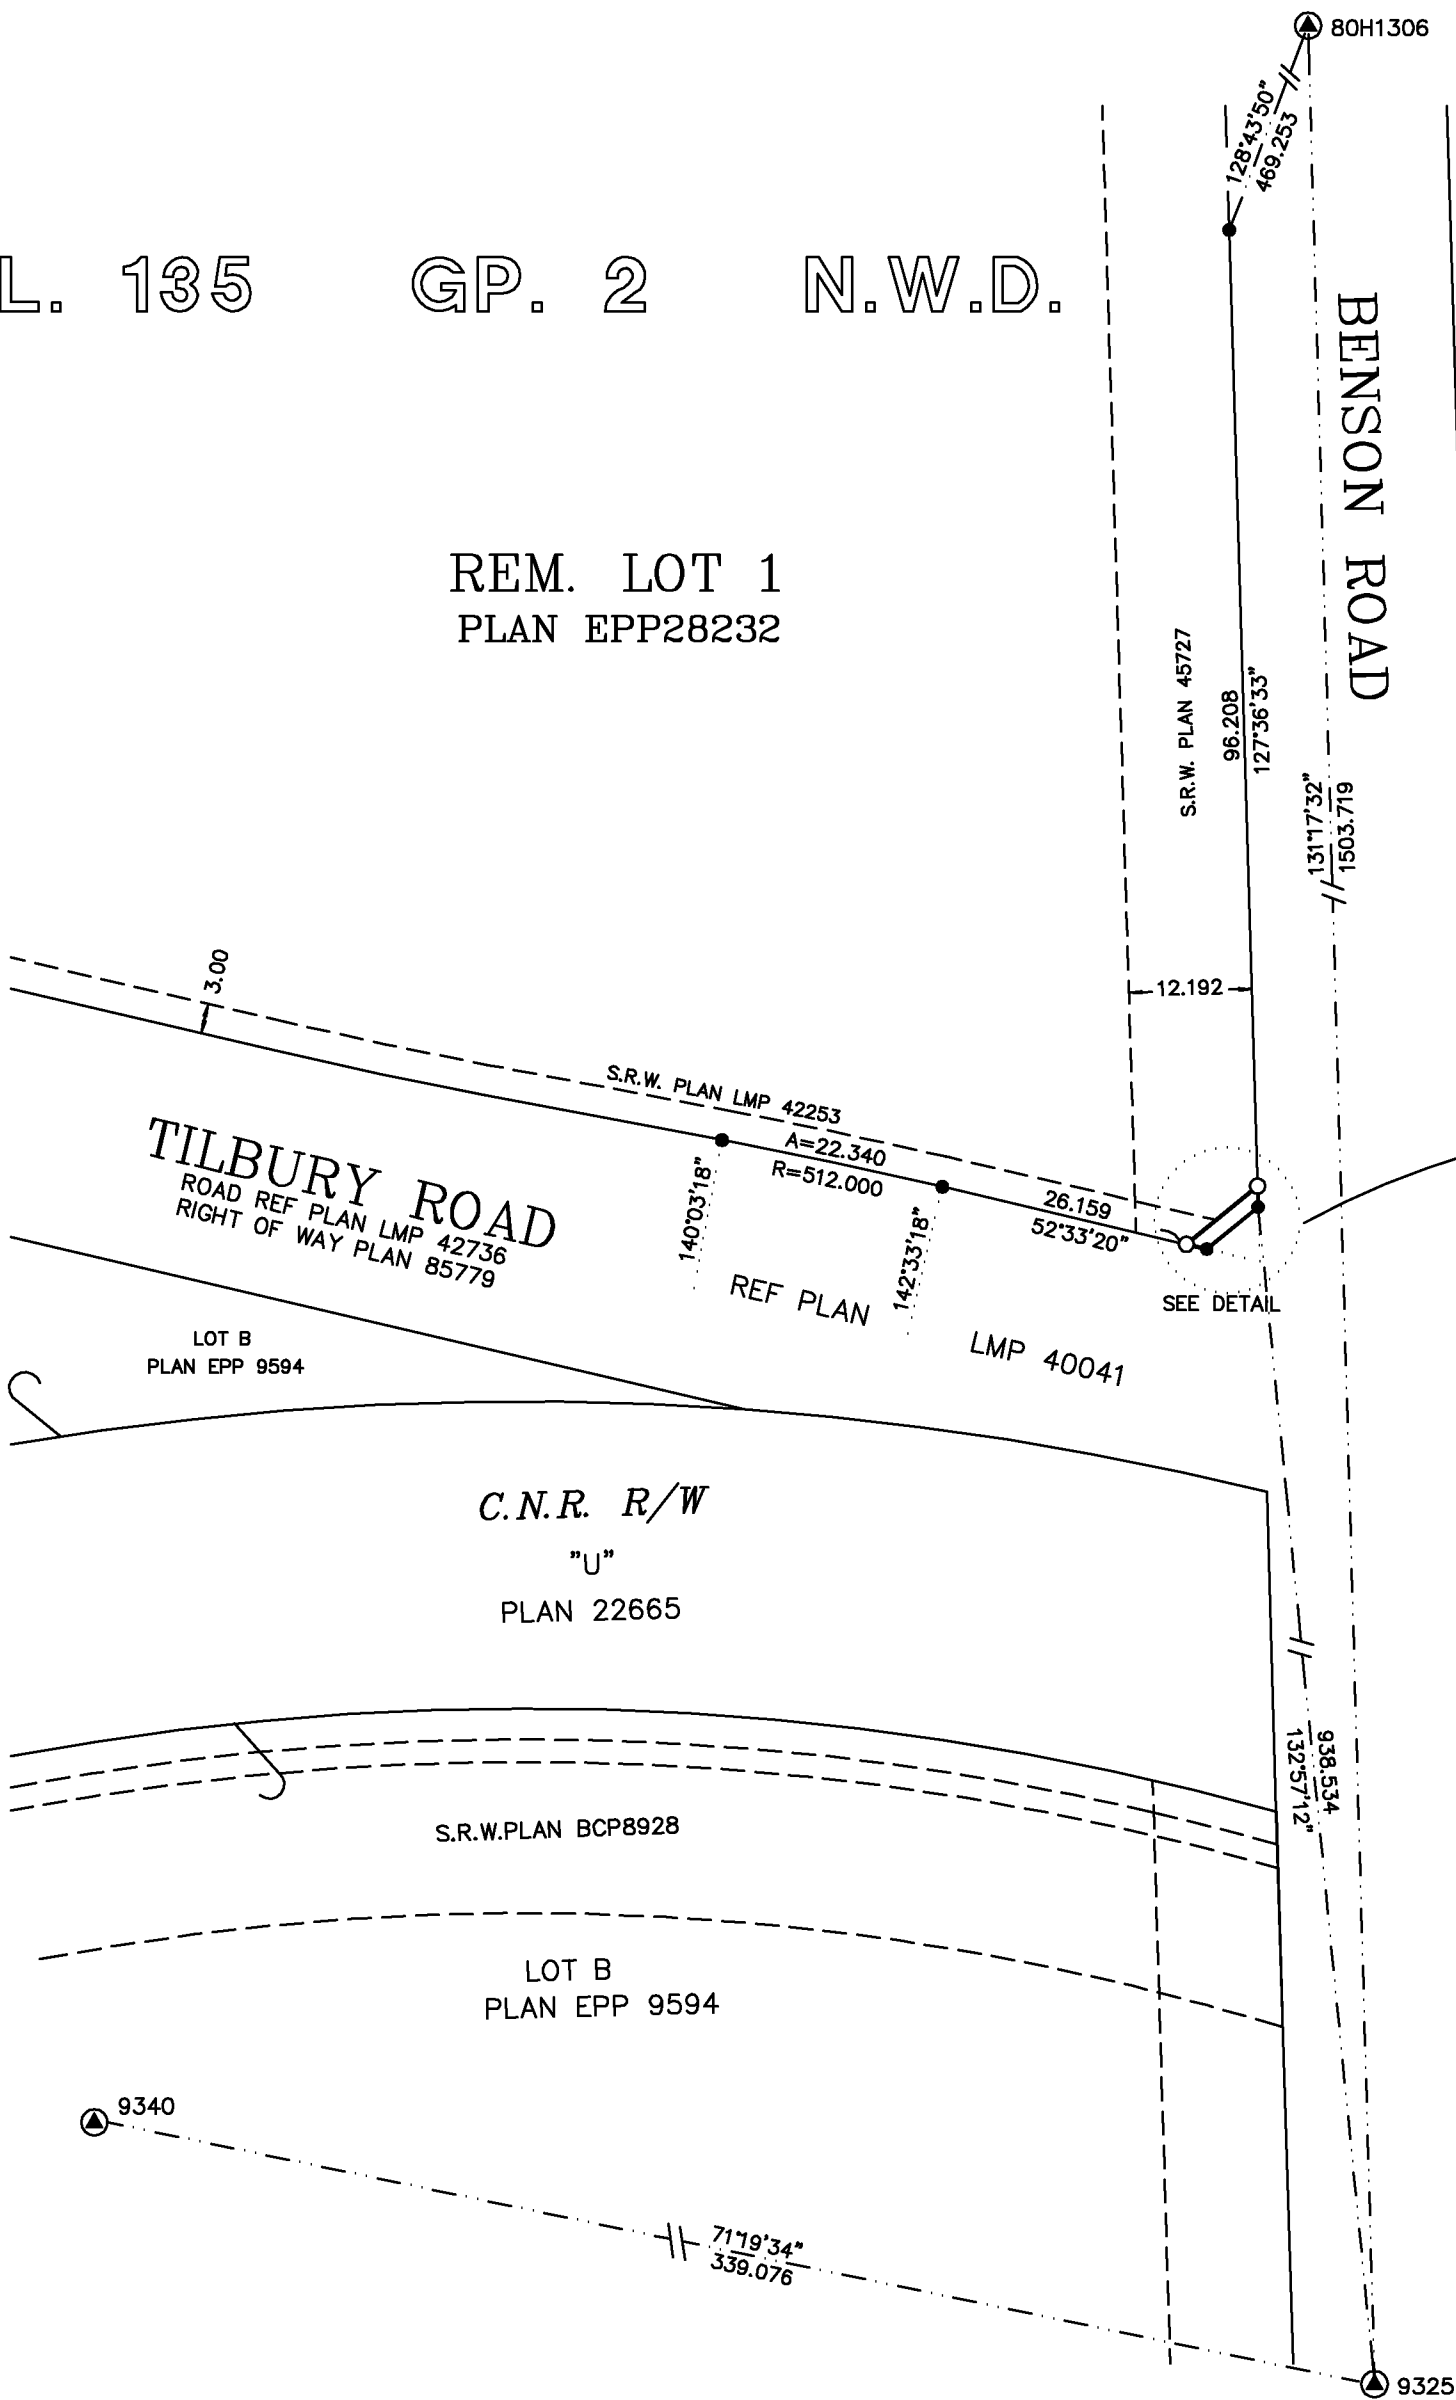 80H1306
128°43'50"
469.253
L. 135 GP. 2 N.W.D.
BENSON ROAD
REM. LOT 1
PLAN EPP28232
S.R.W. PLAN 45727
96.208
127°36'33"
131°17'32"
1503.719
3.00
12.192
S.R.W. PLAN LMP 42253
A=22.340
R=512.000
TILBURY ROAD
ROAD REF PLAN LMP 42736
RIGHT OF WAY PLAN 85779
140°03'18"
142°33'18"
26.159
52°33'20"
REF PLAN LMP 40041
SEE DETAIL
LOT B
PLAN EPP 9594
C.N.R. R/W
"U"
PLAN 22665
938.534
132°57'12"
S.R.W.PLAN BCP8928
LOT B
PLAN EPP 9594
9340
71°19'34"
339.076
9325